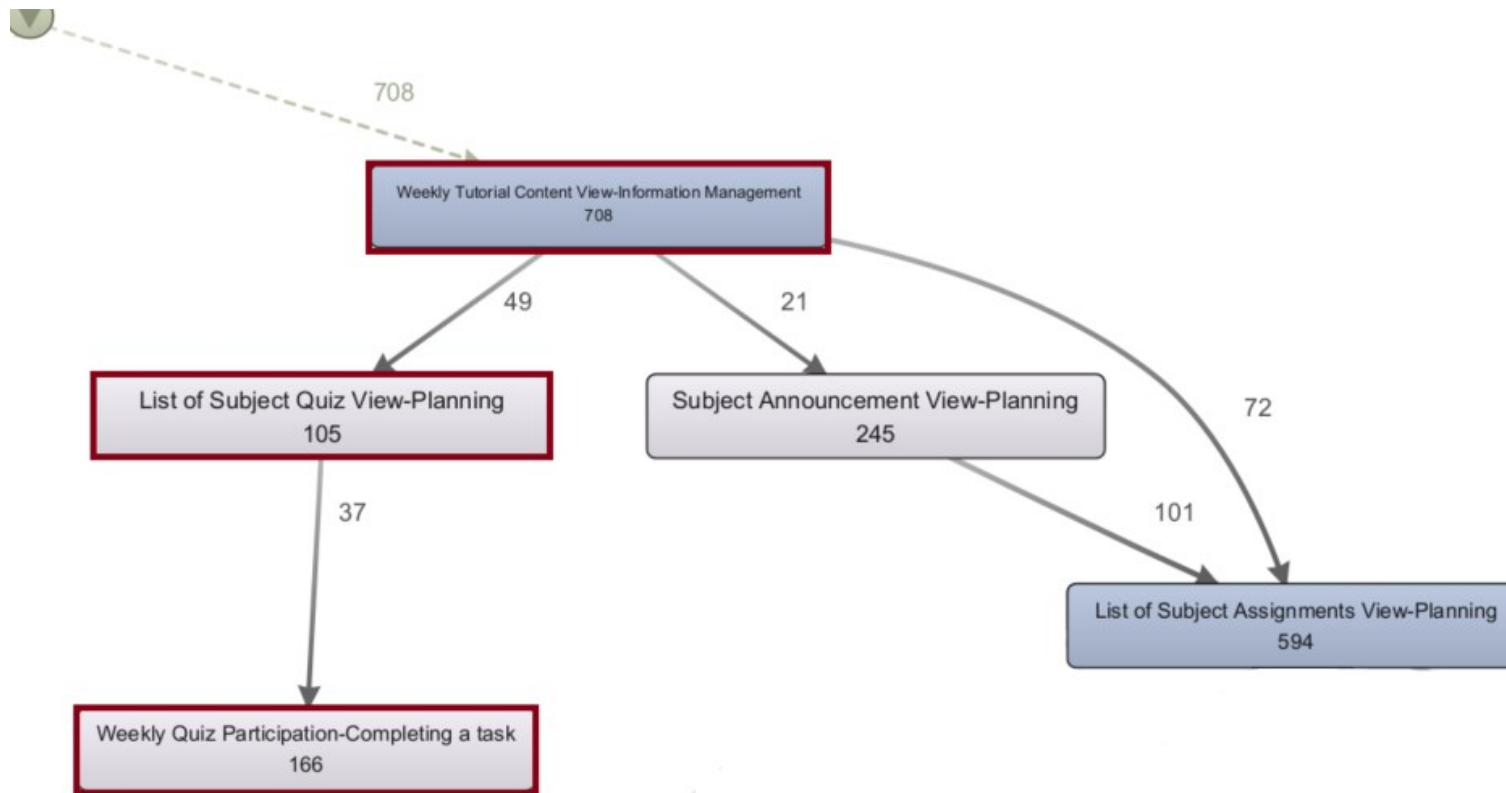 708
Weekly Tutorial Content View-Information Management
708
49
21
List of Subject Quiz View-Planning
105
Subject Announcement View-Planning
245
72
37
101
List of Subject Assignments View-Planning
594
Weekly Quiz Participation-Completing a task
166